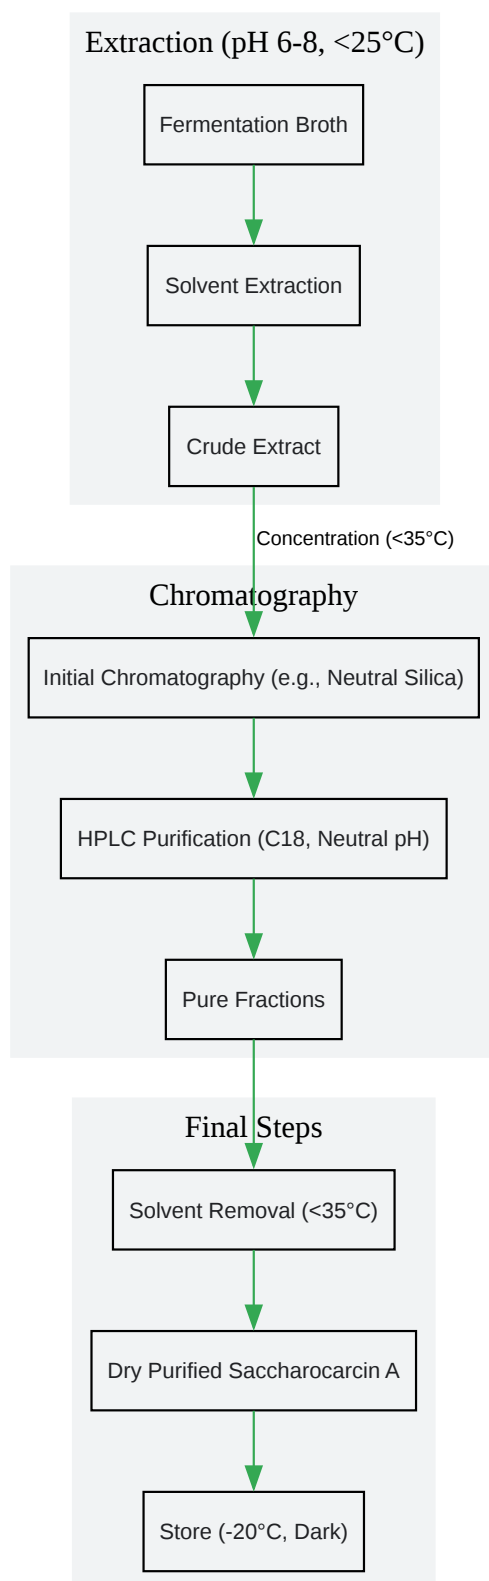 Extraction (pH 6-8, <25°C)
Fermentation Broth
Solvent Extraction
Crude Extract
Concentration (<35°C)
Chromatography
Initial Chromatography (e.g., Neutral Silica)
HPLC Purification (C18, Neutral pH)
Pure Fractions
Final Steps
Solvent Removal (<35°C)
Dry Purified Saccharocarcin A
Store (-20°C, Dark)